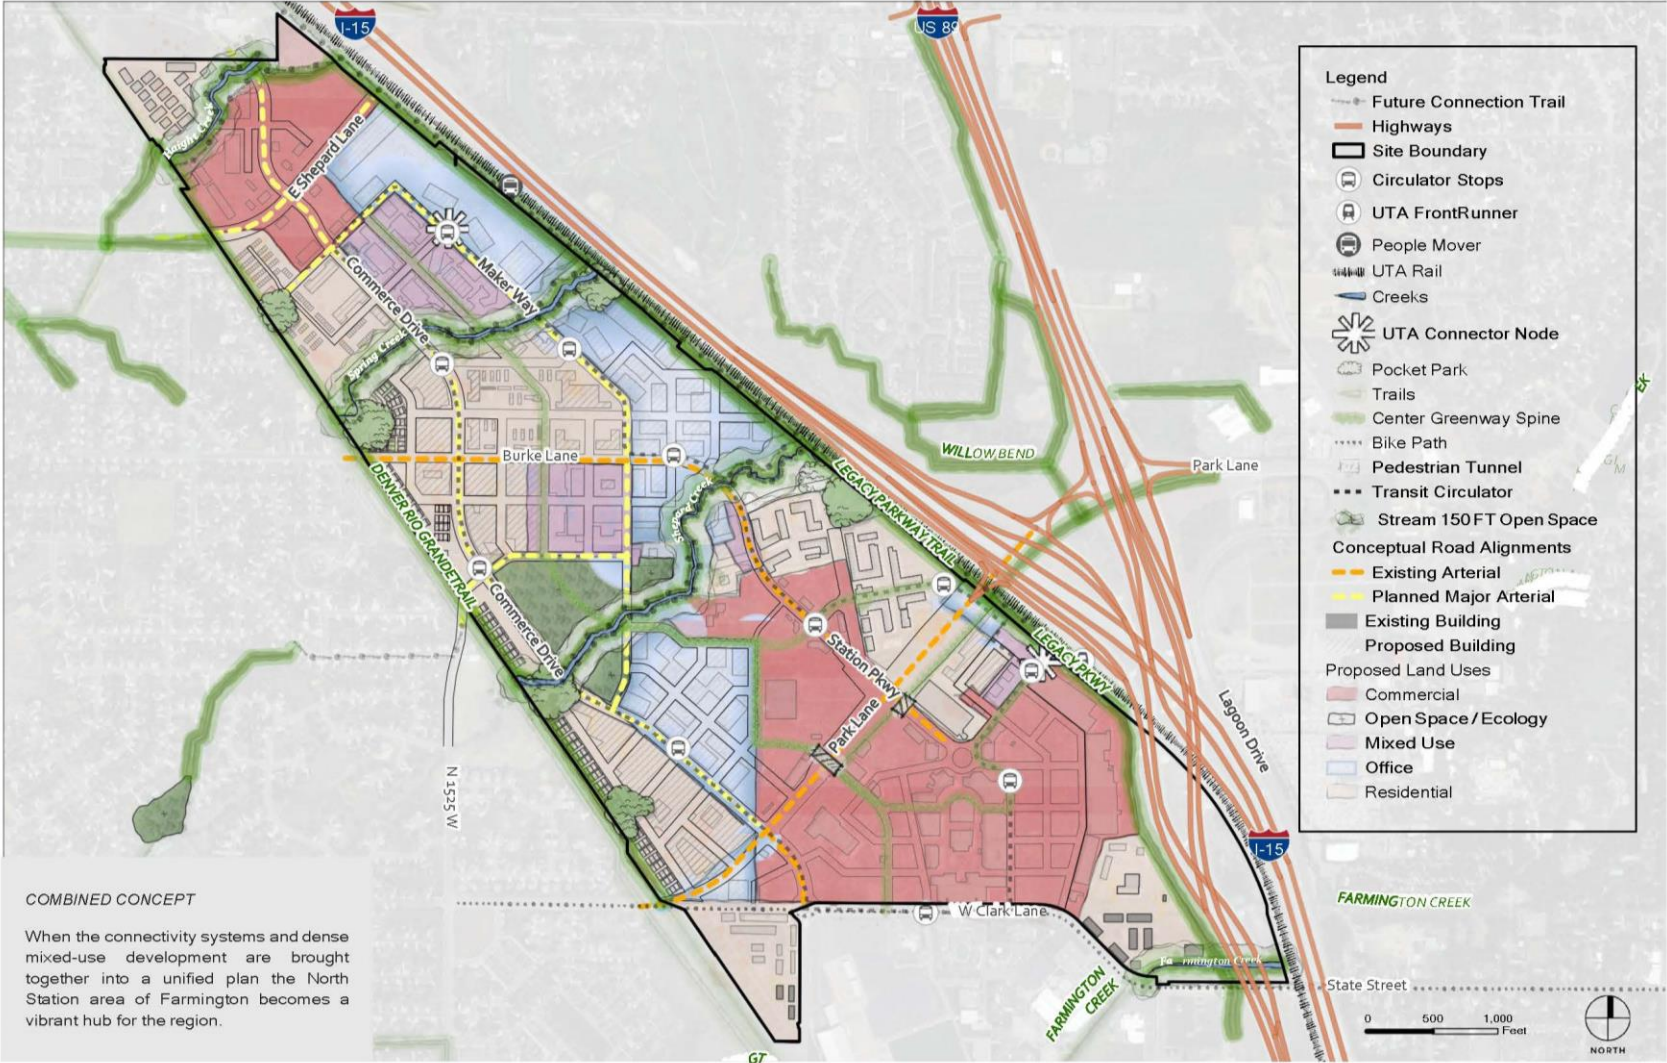 I-15
US 89
Haight Creek
E Shepard Lane
Commerce Drive
Maker Way
Spring Creek
Burke Lane
WILLOW BEND
Park Lane
LEGACY PARKWAY TRAIL
DENVER RIO GRANDE TRAIL
Commerce Drive
Station Pkwy
Park Lane
LEGACY PKWY
Lagoon Drive
N 1525 W
I-15
W Clark Lane
Farmington Creek
FARMINGTON CREEK
FARMINGTON
CREEK
State Street
GT
EK
Legend
Future Connection Trail
Highways
Site Boundary
Circulator Stops
UTA FrontRunner
People Mover
UTA Rail
Creeks
UTA Connector Node
Pocket Park
Trails
Center Greenway Spine
Bike Path
Pedestrian Tunnel
Transit Circulator
Stream 150 FT Open Space
Conceptual Road Alignments
Existing Arterial
Planned Major Arterial
Existing Building
Proposed Building
Proposed Land Uses
Commercial
Open Space / Ecology
Mixed Use
Office
Residential
COMBINED CONCEPT
When the connectivity systems and dense
mixed-use development are brought
together into a unified plan the North
Station area of Farmington becomes a
vibrant hub for the region.
0 500 1,000
Feet
NORTH